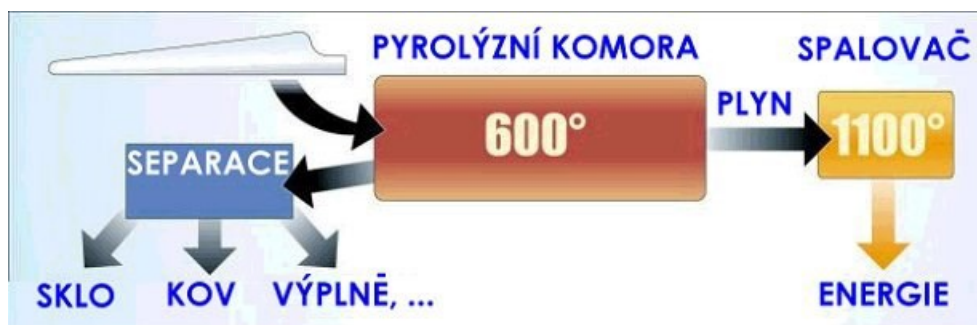 PYROLÝZNÍ KOMORA
SPALOVAČ
600°
PLYN
1100°
SEPARACE
SKLO
KOV
VÝPLNĚ, ...
ENERGIE